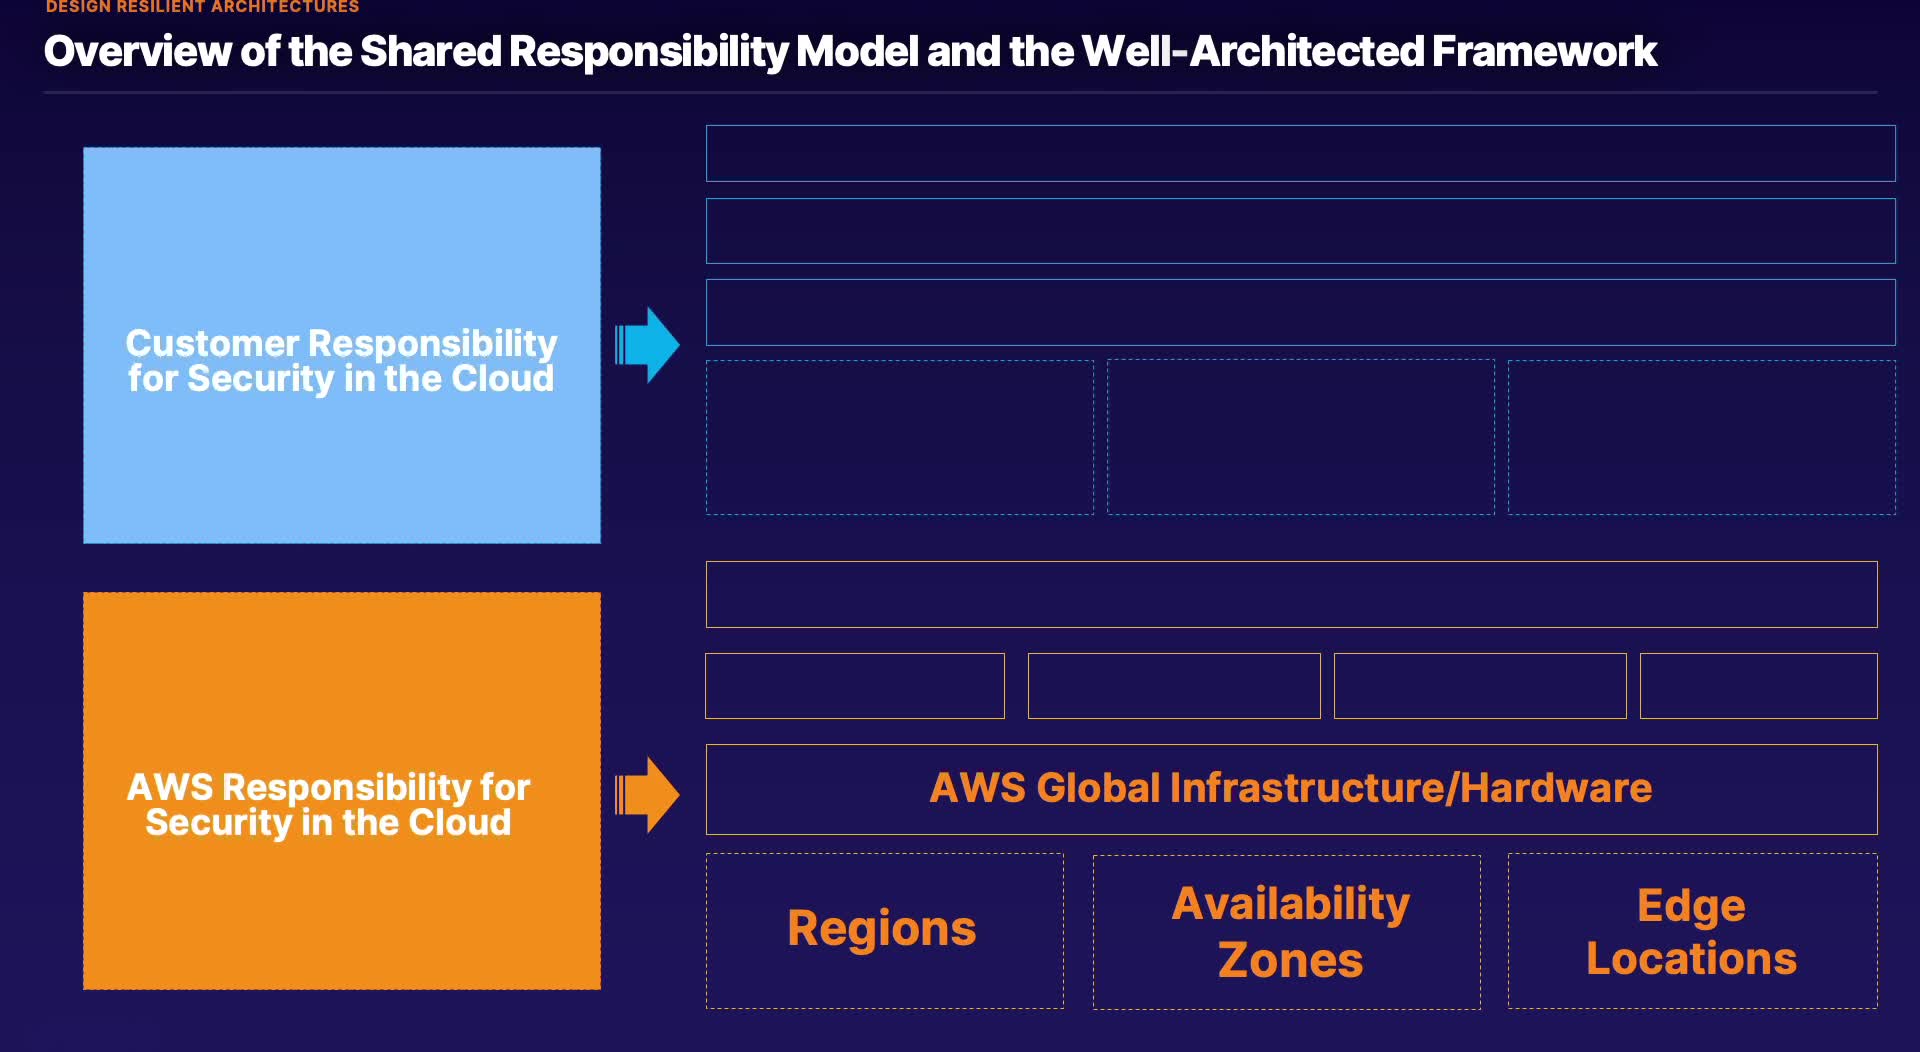 DESIGN RESILIENT ARCHITECTURES
Overview of the Shared Responsibility Model and the Well-Architected Framework
Customer Responsibility
for Security in the Cloud
AWS Responsibility for
Security in the Cloud
AWS Global Infrastructure/Hardware
Regions
Availability
Zones
Edge
Locations